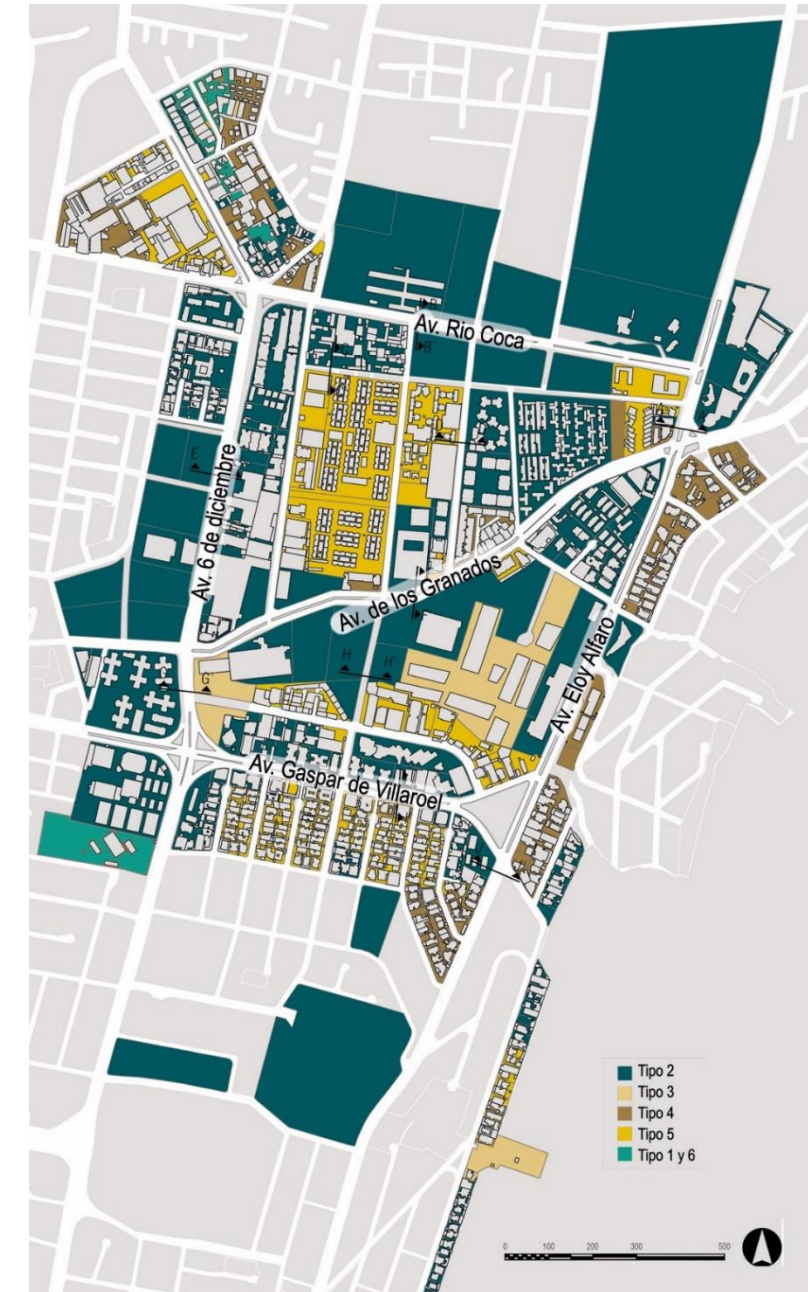 Av. Rio Coca
B'
E
Av. 6 de diciembre
Av. de los Granados
H
H'
G'
Av. Eloy Alfaro
Av. Gaspar de Villaroel
Tipo 2
Tipo 3
Tipo 4
Tipo 5
Tipo 1 y 6
0 100 200 300 500